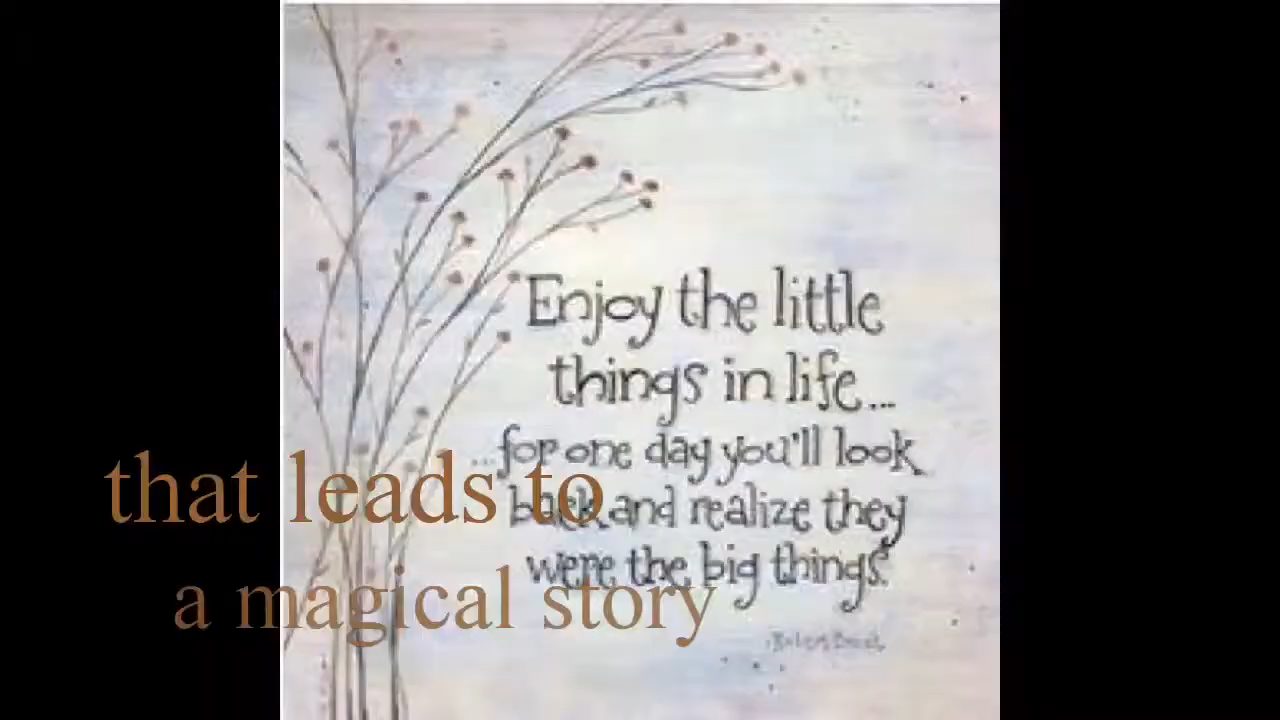 Enjoy the little
things in life...
...for one day you'll look
back and realize they
were the big things.
that leads to
a magical story